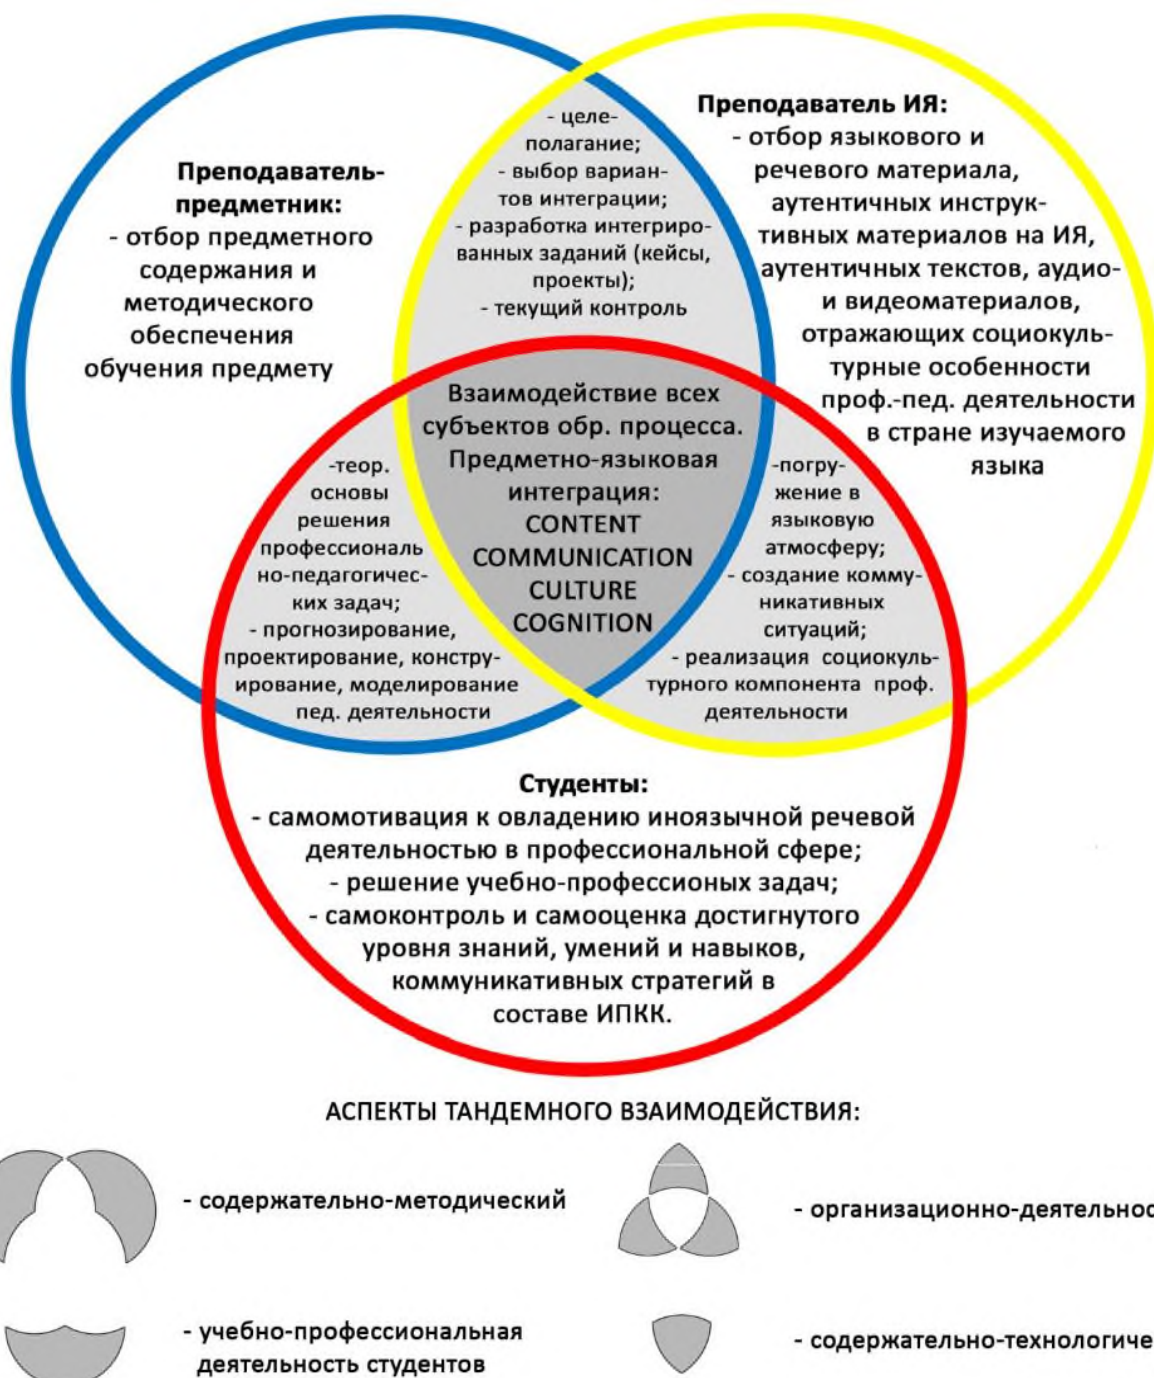 Преподаватель-
предметник:
- отбор предметного
содержания и
методического
обеспечения
обучения предмету
- целе-
полагание;
- выбор вариан-
тов интеграции;
- разработка интегриро-
ванных заданий (кейсы,
проекты);
- текущий контроль
Преподаватель ИЯ:
- отбор языкового и
речевого материала,
аутентичных инструк-
тивных материалов на ИЯ,
аутентичных текстов, аудио-
и видеоматериалов,
отражающих социокуль-
турные особенности
проф.-пед. деятельности
в стране изучаемого
языка
Взаимодействие всех
субъектов обр. процесса.
Предметно-языковая
интеграция:
CONTENT
COMMUNICATION
CULTURE
COGNITION
-теор.
основы
решения
профессиональ
но-педагогичес-
ких задач;
- прогнозирование,
проектирование, констру-
ирование, моделирование
пед. деятельности
-погру-
жение в
языковую
атмосферу;
- создание комму-
никативных
ситуаций;
- реализация социокуль-
турного компонента проф.
деятельности
Студенты:
- самомотивация к овладению иноязычной речевой
деятельностью в профессиональной сфере;
- решение учебно-профессионых задач;
- самоконтроль и самооценка достигнутого
уровня знаний, умений и навыков,
коммуникативных стратегий в
составе ИПКК.
АСПЕКТЫ ТАНДЕМНОГО ВЗАИМОДЕЙСТВИЯ:
- содержательно-методический
- организационно-деятельнос
- учебно-профессиональная
деятельность студентов
- содержательно-технологиче